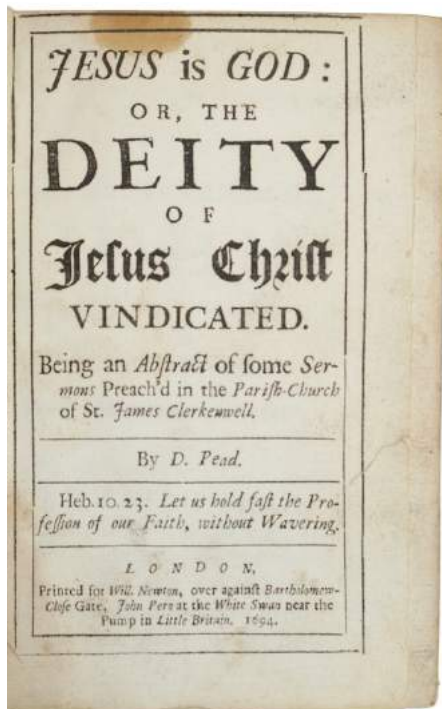 JESUS is GOD:
OR, THE
DEITY
OF
Jeſus Chriſt
VINDICATED.
Being an Abſtract of ſome Ser-
mons Preach'd in the Pariſh-Church
of St. James Clerkenwell.
By D. Pead.
Heb. 10. 23. Let us hold faſt the Pro-
feſſion of our Faith, without Wavering.
LONDON,
Printed for Will. Newton, over againſt Bartholomew-
Cloſe Gate, John Pero at the White Swan near the
Pump in Little Britain, 1694.